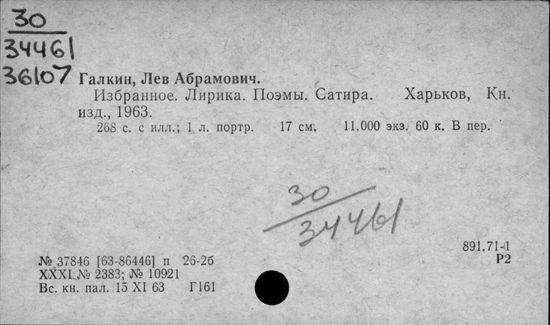 30
34461
36107
Галкин, Лев Абрамович.
Избранное. Лирика. Поэмы. Сатира. Харьков, Кн.
изд., 1963.
268 с. с илл.; 1 л. портр. 17 см. 11.000 экз. 60 к. В пер.
30
34461
891.71-1
Р2
№ 37846 [63-86446] п 26-2б
XXXI № 2383; № 10921
Вс. кн. пал. 15 XI 63 Г161